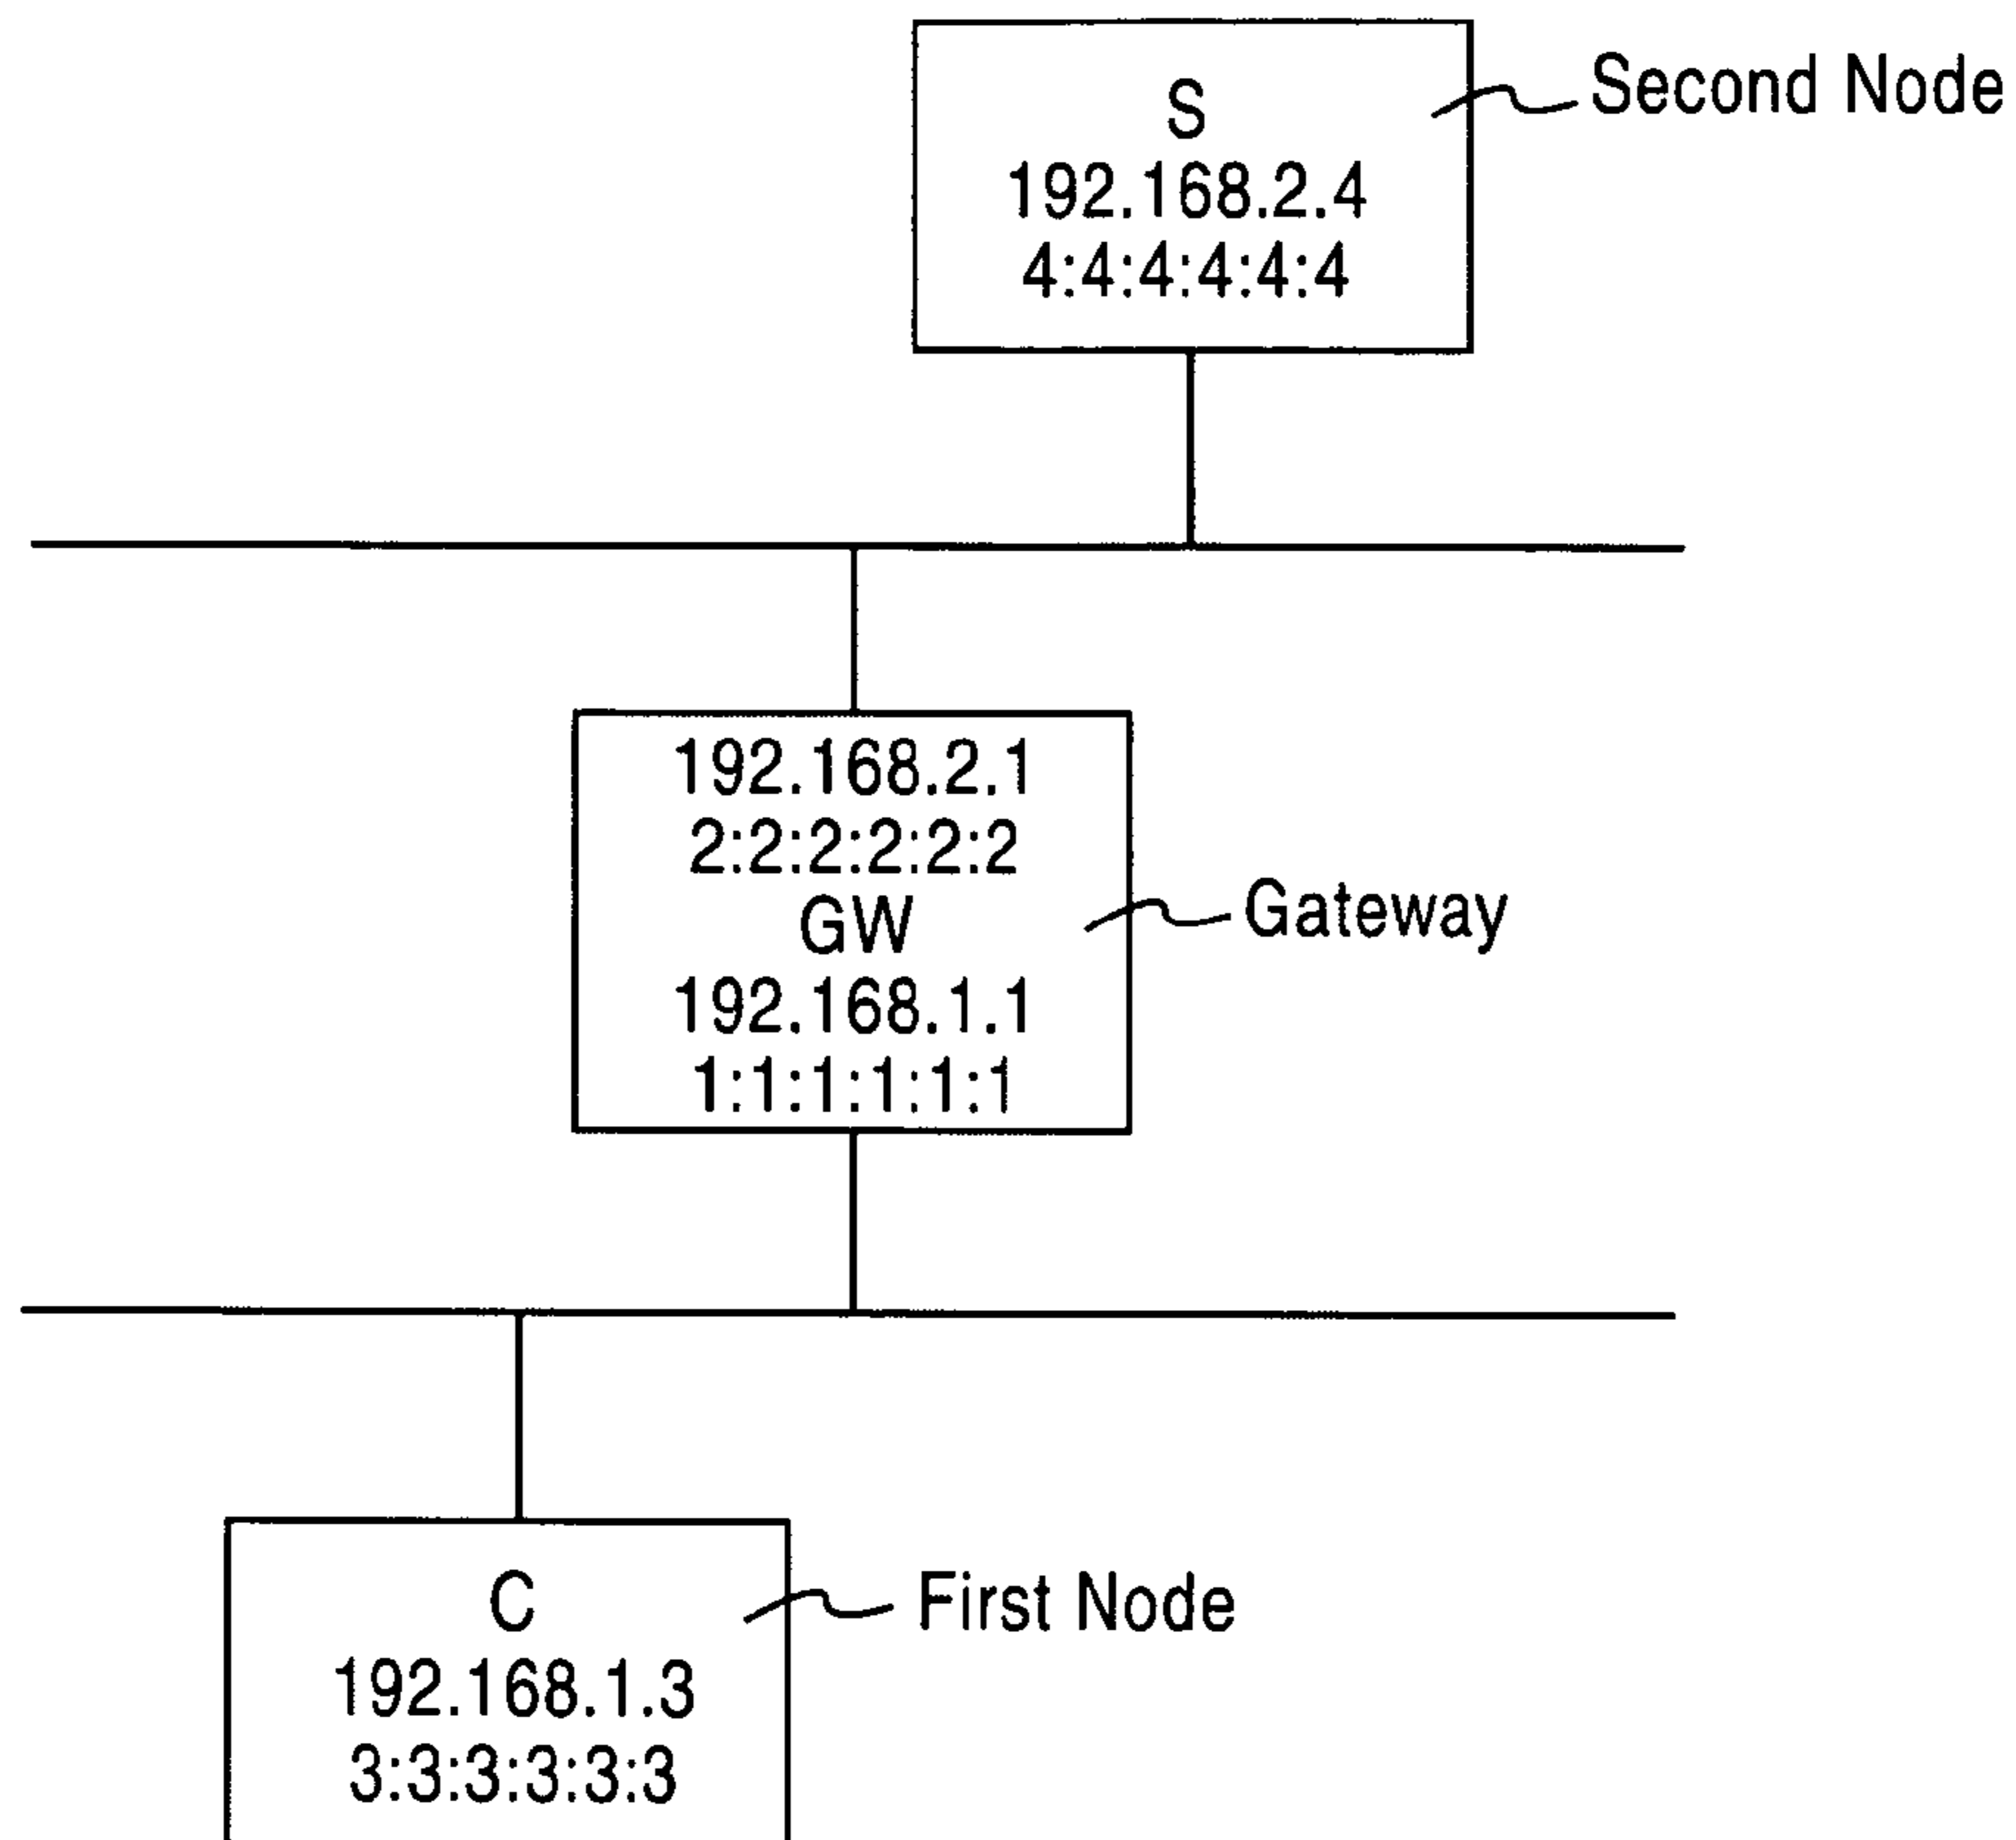 S
192.168.2.4
4:4:4:4:4:4
Second Node
192.168.2.1
2:2:2:2:2:2
GW
192.168.1.1
1:1:1:1:1:1
Gateway
C
192.168.1.3
3:3:3:3:3:3
First Node